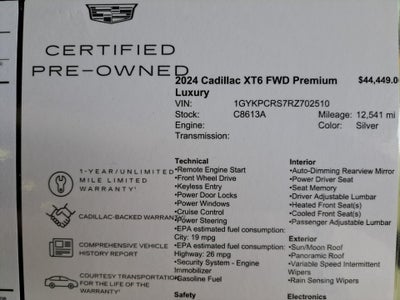 CERTIFIED
PRE-OWNED
2024 Cadillac XT6 FWD Premium $44,449.0
Luxury
VIN: 1GYKPCRS7RZ702510
Stock: C8613A Mileage: 12,541 mi
Engine: Color: Silver
Transmission:
1-YEAR/UNLIMITED
MILE LIMITED
WARRANTY¹
CADILLAC-BACKED WARRANT
COMPREHENSIVE VEHICLE
HISTORY REPORT
COURTESY TRANSPORTATION
FOR THE LIFE OF THE
WARRANTY
Technical
•Remote Engine Start
•Front Wheel Drive
•Keyless Entry
•Power Door Locks
•Power Windows
•Cruise Control
•Power Steering
•EPA estimated fuel consumption:
City: 19 mpg
•EPA estimated fuel consumption:
Highway: 26 mpg
•Security System - Engine
Immobilizer
•Gasoline Fuel
Safety
Interior
•Auto-Dimming Rearview Mirror
•Power Driver Seat
•Seat Memory
•Driver Adjustable Lumbar
•Heated Front Seat(s)
•Cooled Front Seat(s)
•Passenger Adjustable Lumbar
Exterior
•Sun/Moon Roof
•Panoramic Roof
•Variable Speed Intermittent
Wipers
•Rain Sensing Wipers
Electronics